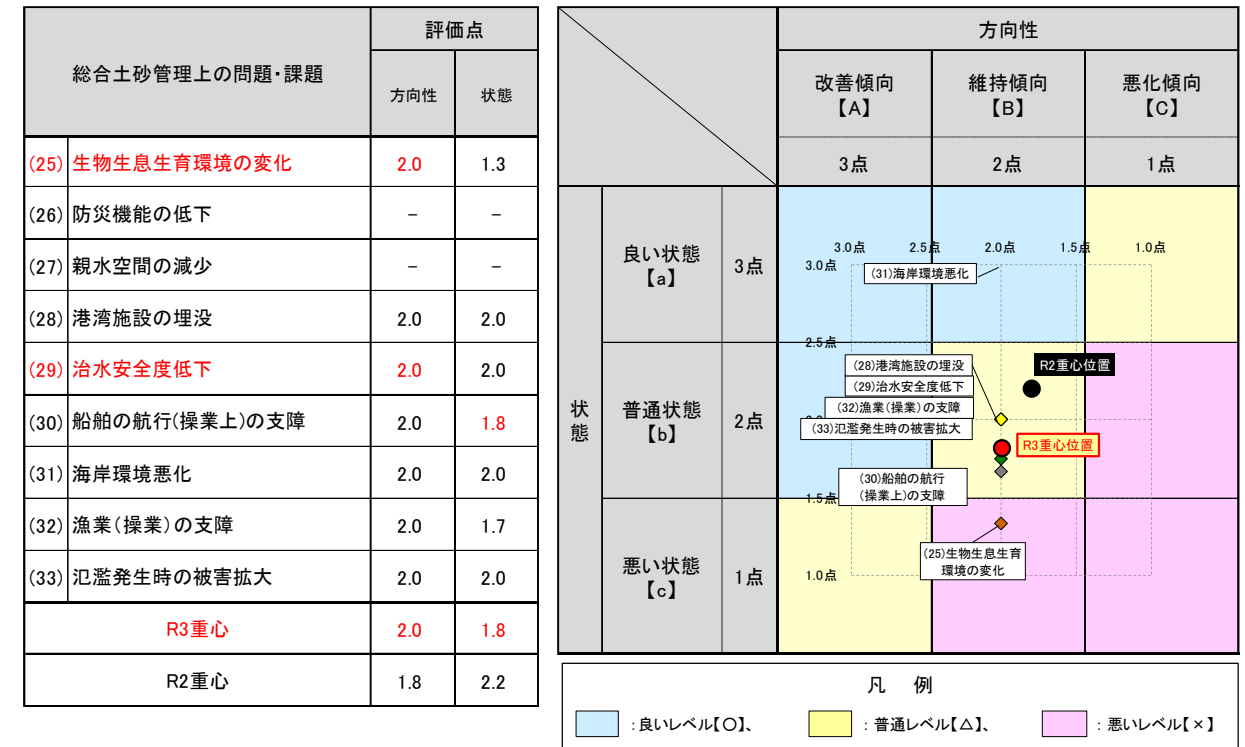 総合土砂管理上の問題・課題
評価点
方向性 状態
(25) 生物生息生育環境の変化 2.0 1.3
(26) 防災機能の低下 － －
(27) 親水空間の減少 － －
(28) 港湾施設の埋没 2.0 2.0
(29) 治水安全度低下 2.0 2.0
(30) 船舶の航行(操業上)の支障 2.0 1.8
(31) 海岸環境悪化 2.0 2.0
(32) 漁業(操業)の支障 2.0 1.7
(33) 氾濫発生時の被害拡大 2.0 2.0
R3重心 2.0 1.8
R2重心 1.8 2.2
方向性
改善傾向 維持傾向 悪化傾向
【A】 【B】 【C】
3点 2点 1点
状態
良い状態
【a】
3点
普通状態
【b】
2点
悪い状態
【c】
1点
3.0点 2.5点 2.0点 1.5点 1.0点
3.0点
(31)海岸環境悪化
2.5点
(28)港湾施設の埋没
R2重心位置
(29)治水安全度低下
(32)漁業(操業)の支障
(33)氾濫発生時の被害拡大
R3重心位置
(30)船舶の航行
(操業上)の支障
1.5点
(25)生物生息生育
環境の変化
1.0点
凡 例
:良いレベル【○】、 :普通レベル【△】、 :悪いレベル【×】